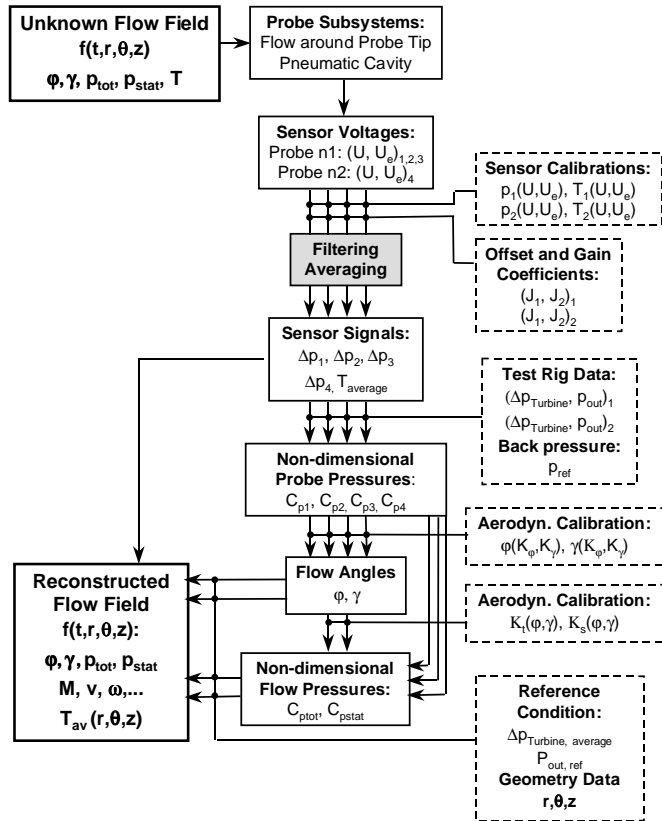 Unknown Flow Field
f(t,r,θ,z)
φ,γ, p_tot, p_stat, T
Probe Subsystems:
Flow around Probe Tip
Pneumatic Cavity
Sensor Voltages:
Probe n1: (U, U_e)_1,2,3
Probe n2: (U, U_e)_4
Sensor Calibrations:
p_1(U,U_e), T_1(U,U_e)
p_2(U,U_e), T_2(U,U_e)
Filtering
Averaging
Offset and Gain
Coefficients:
(J_1, J_2)_1
(J_1, J_2)_2
Sensor Signals:
Δp_1, Δp_2, Δp_3
Δp_4, T_average
Test Rig Data:
(Δp_Turbine, p_out)_1
(Δp_Turbine, p_out)_2
Back pressure:
p_ref
Non-dimensional
Probe Pressures:
C_p1, C_p2, C_p3, C_p4
Aerodyn. Calibration:
φ(K_φ,K_γ), γ(K_φ,K_γ)
Flow Angles
φ, γ
Aerodyn. Calibration:
K_t(φ,γ), K_s(φ,γ)
Reconstructed
Flow Field
f(t,r,θ,z):
φ,γ, p_tot, p_stat
M, v, ω,...
T_av(r,θ,z)
Non-dimensional
Flow Pressures:
C_ptot, C_pstat
Reference
Condition:
Δp_Turbine, average
P_out, ref
Geometry Data
r,θ,z